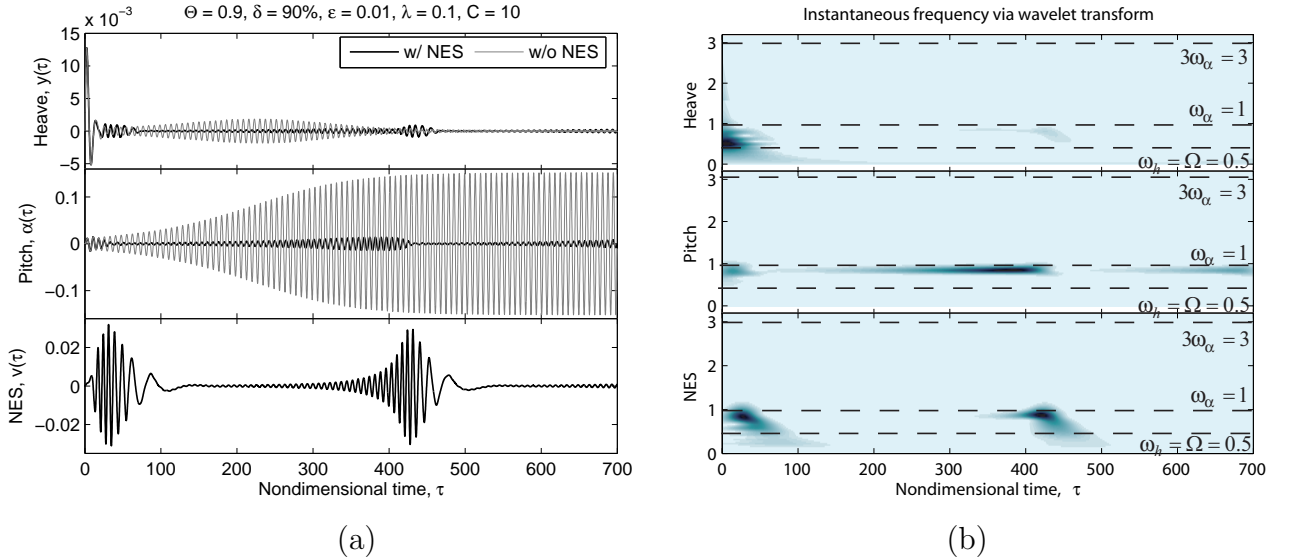 Θ = 0.9, δ = 90%, ε = 0.01, λ = 0.1, C = 10
x 10⁻³
15
10
5
0
−5
Heave, y(τ)
w/ NES
w/o NES
0.1
0
−0.1
Pitch, α(τ)
0.02
0
−0.02
NES, v(τ)
0 100 200 300 400 500 600 700
Nondimensional time, τ
(a)
Instantaneous frequency via wavelet transform
3
2
1
0
Heave
3ω_α = 3
ω_α = 1
ω_h = Ω = 0.5
3
2
1
0
Pitch
3ω_α = 3
ω_α = 1
ω_h = Ω = 0.5
3
2
1
0
NES
3ω_α = 3
ω_α = 1
ω_h = Ω = 0.5
0 100 200 300 400 500 600 700
Nondimensional time, τ
(b)